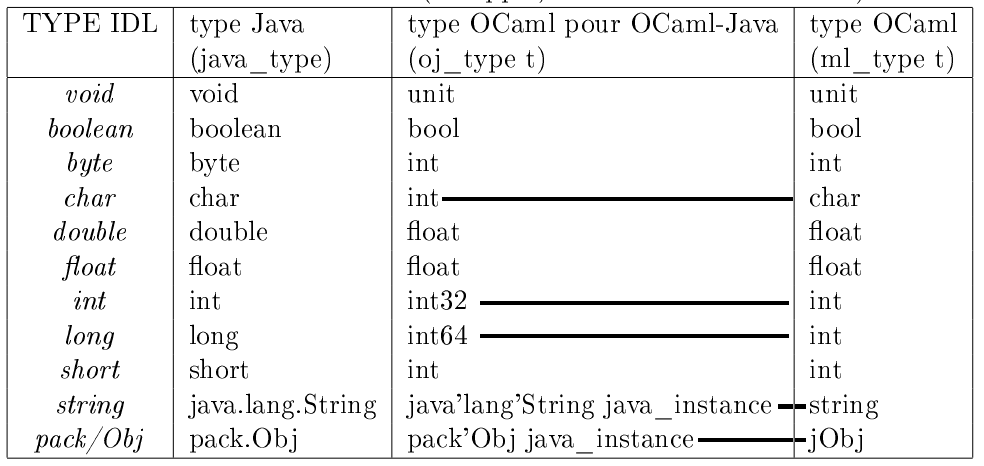 TYPE IDL type Java type OCaml pour OCaml-Java type OCaml
(java_type) (oj_type t) (ml_type t)
void void unit unit
boolean boolean bool bool
byte byte int int
char char int char
double double float float
float float float float
int int int32 int
long long int64 int
short short int int
string java.lang.String java'lang'String java_instance string
pack/Obj pack.Obj pack'Obj java_instance jObj